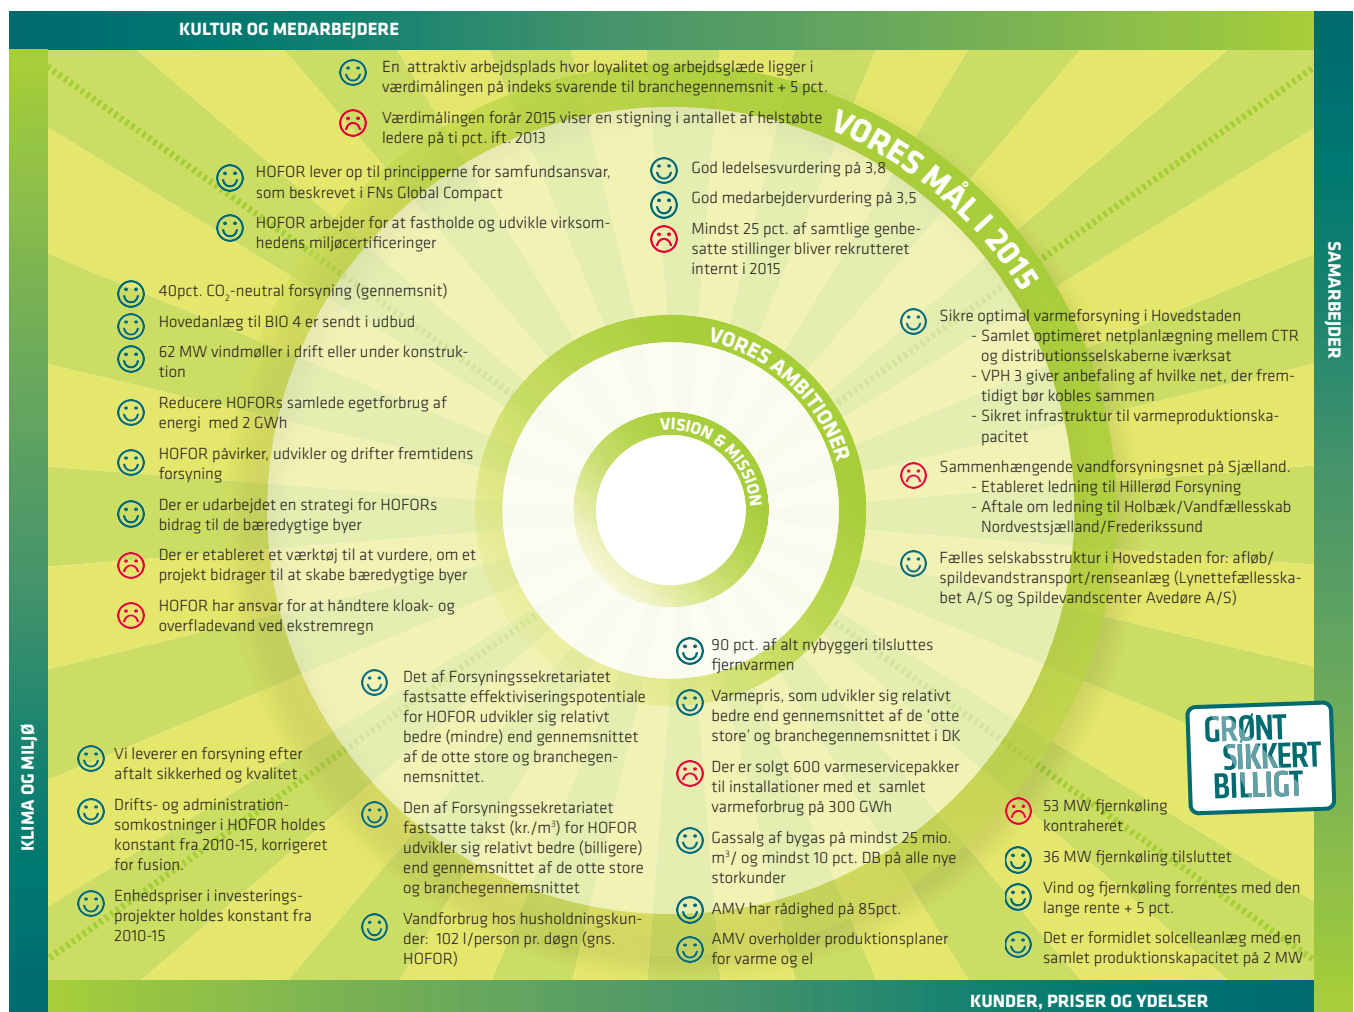 KULTUR OG MEDARBEJDERE
En attraktiv arbejdsplads hvor loyalitet og arbejdsglæde ligger i
værdimålingen på indeks svarende til branchegennemsnit + 5 pct.
Værdimålingen forår 2015 viser en stigning i antallet af helstøbte
ledere på ti pct. ift. 2013
HOFOR lever op til principperne for samfundsansvar,
som beskrevet i FNs Global Compact
HOFOR arbejder for at fastholde og udvikle virksom-
hedens miljøcertificeringer
God ledelsesvurdering på 3,8
God medarbejdervurdering på 3,5
Mindst 25 pct. af samtlige genbe-
satte stillinger bliver rekrutteret
internt i 2015
VORES MÅL I 2015
VORES AMBITIONER
VISION & MISSION
KLIMA OG MILJØ
40pct. CO2-neutral forsyning (gennemsnit)
Hovedanlæg til BIO 4 er sendt i udbud
62 MW vindmøller i drift eller under konstruk-
tion
Reducere HOFORs samlede egetforbrug af
energi med 2 GWh
HOFOR påvirker, udvikler og drifter fremtidens
forsyning
Der er udarbejdet en strategi for HOFORs
bidrag til de bæredygtige byer
Der er etableret et værktøj til at vurdere, om et
projekt bidrager til at skabe bæredygtige byer
HOFOR har ansvar for at håndtere kloak- og
overfladevand ved ekstremregn
SAMARBEJDER
Sikre optimal varmeforsyning i Hovedstaden
- Samlet optimeret netplanlægning mellem CTR
og distributionsselskaberne iværksat
- VPH 3 giver anbefaling af hvilke net, der frem-
tidigt bør kobles sammen
- Sikret infrastruktur til varmeproduktionska-
pacitet
Sammenhængende vandforsyningsnet på Sjælland.
- Etableret ledning til Hillerød Forsyning
- Aftale om ledning til Holbæk/Vandfællesskab
Nordvestsjælland/Frederikssund
Fælles selskabsstruktur i Hovedstaden for: afløb/
spildevandstransport/renseanlæg (Lynettefællesska-
bet A/S og Spildevandscenter Avedøre A/S)
Vi leverer en forsyning efter
aftalt sikkerhed og kvalitet
Drifts- og administration-
somkostninger i HOFOR holdes
konstant fra 2010-15, korrigeret
for fusion.
Enhedspriser i investerings-
projekter holdes konstant fra
2010-15
Det af Forsyningssekretariatet
fastsatte effektiviseringspotentiale
for HOFOR udvikler sig relativt
bedre (mindre) end gennemsnittet
af de otte store og branchegen-
nemsnittet.
Den af Forsyningssekretariatet
fastsatte takst (kr./m³) for HOFOR
udvikler sig relativt bedre (billigere)
end gennemsnittet af de otte store
og branchegennemsnittet
Vandforbrug hos husholdningskun-
der: 102 l/person pr. døgn (gns.
HOFOR)
90 pct. af alt nybyggeri tilsluttes
fjernvarmen
Varmepris, som udvikler sig relativt
bedre end gennemsnittet af de ‘otte
store’ og branchegennemsnittet i DK
Der er solgt 600 varmeservicepakker
til installationer med et samlet
varmeforbrug på 300 GWh
Gassalg af bygas på mindst 25 mio.
m³/ og mindst 10 pct. DB på alle nye
storkunder
AMV har rådighed på 85pct.
AMV overholder produktionsplaner
for varme og el
GRØNT
SIKKERT
BILLIGT
53 MW fjernkøling
kontraheret
36 MW fjernkøling tilsluttet
Vind og fjernkøling forrentes med den
lange rente + 5 pct.
Det er formidlet solcelleanlæg med en
samlet produktionskapacitet på 2 MW
KUNDER, PRISER OG YDELSER